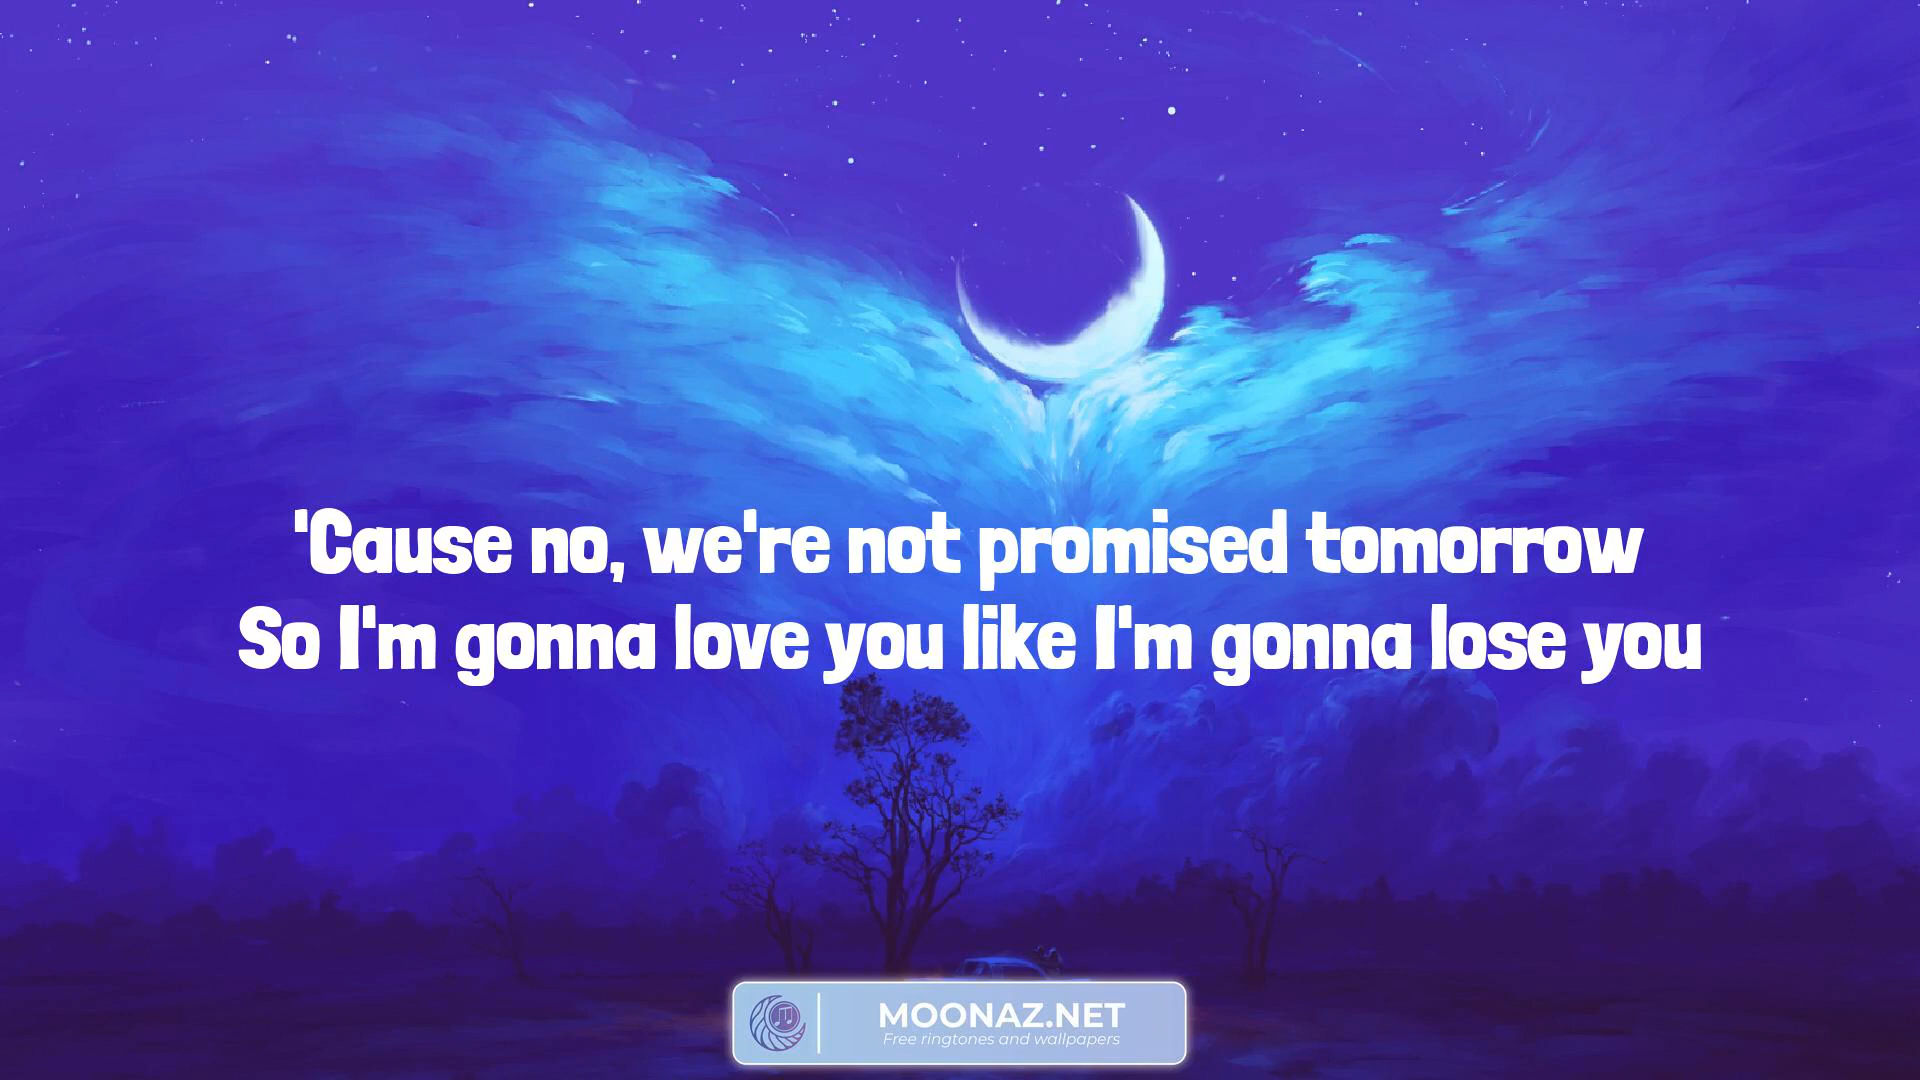 'Cause no, we're not promised tomorrow
So I'm gonna love you like I'm gonna lose you
MOONAZ.NET
Free ringtones and wallpapers